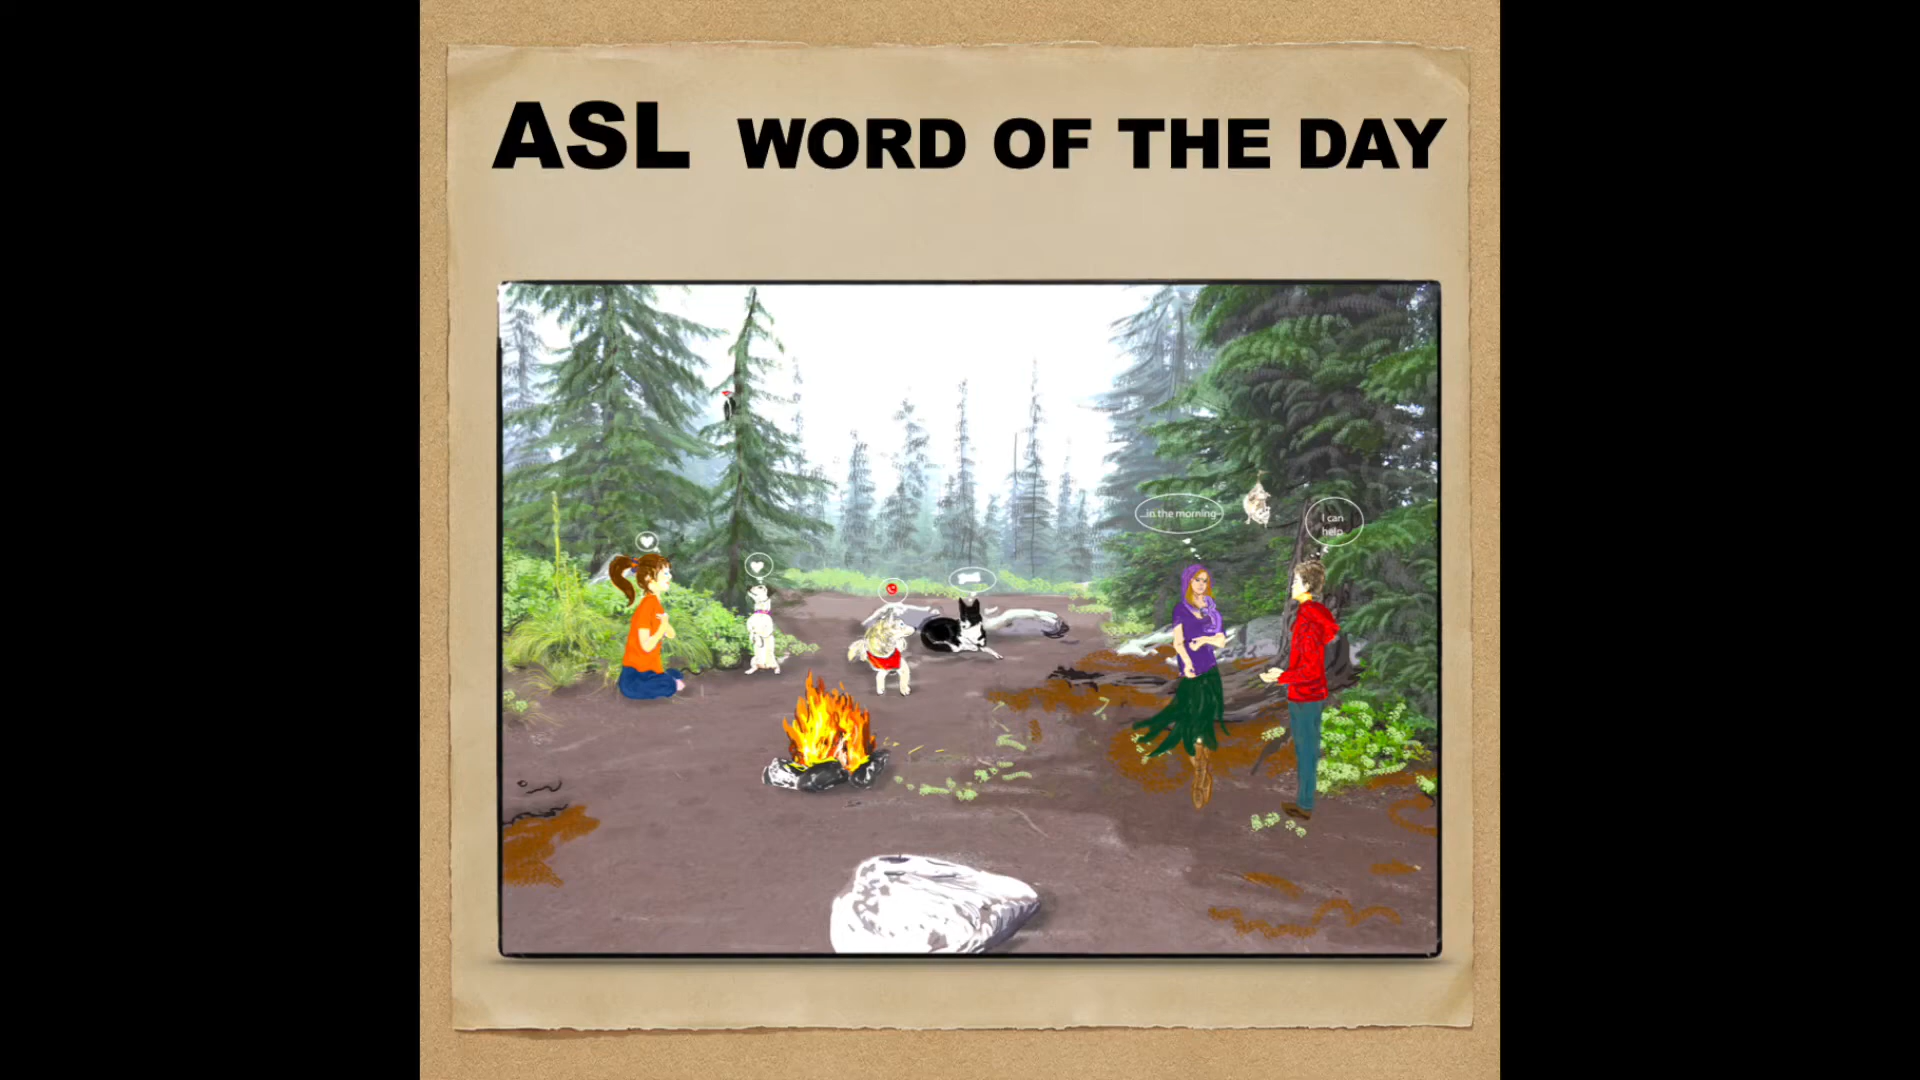 ASL WORD OF THE DAY
...in the morning
I can
help